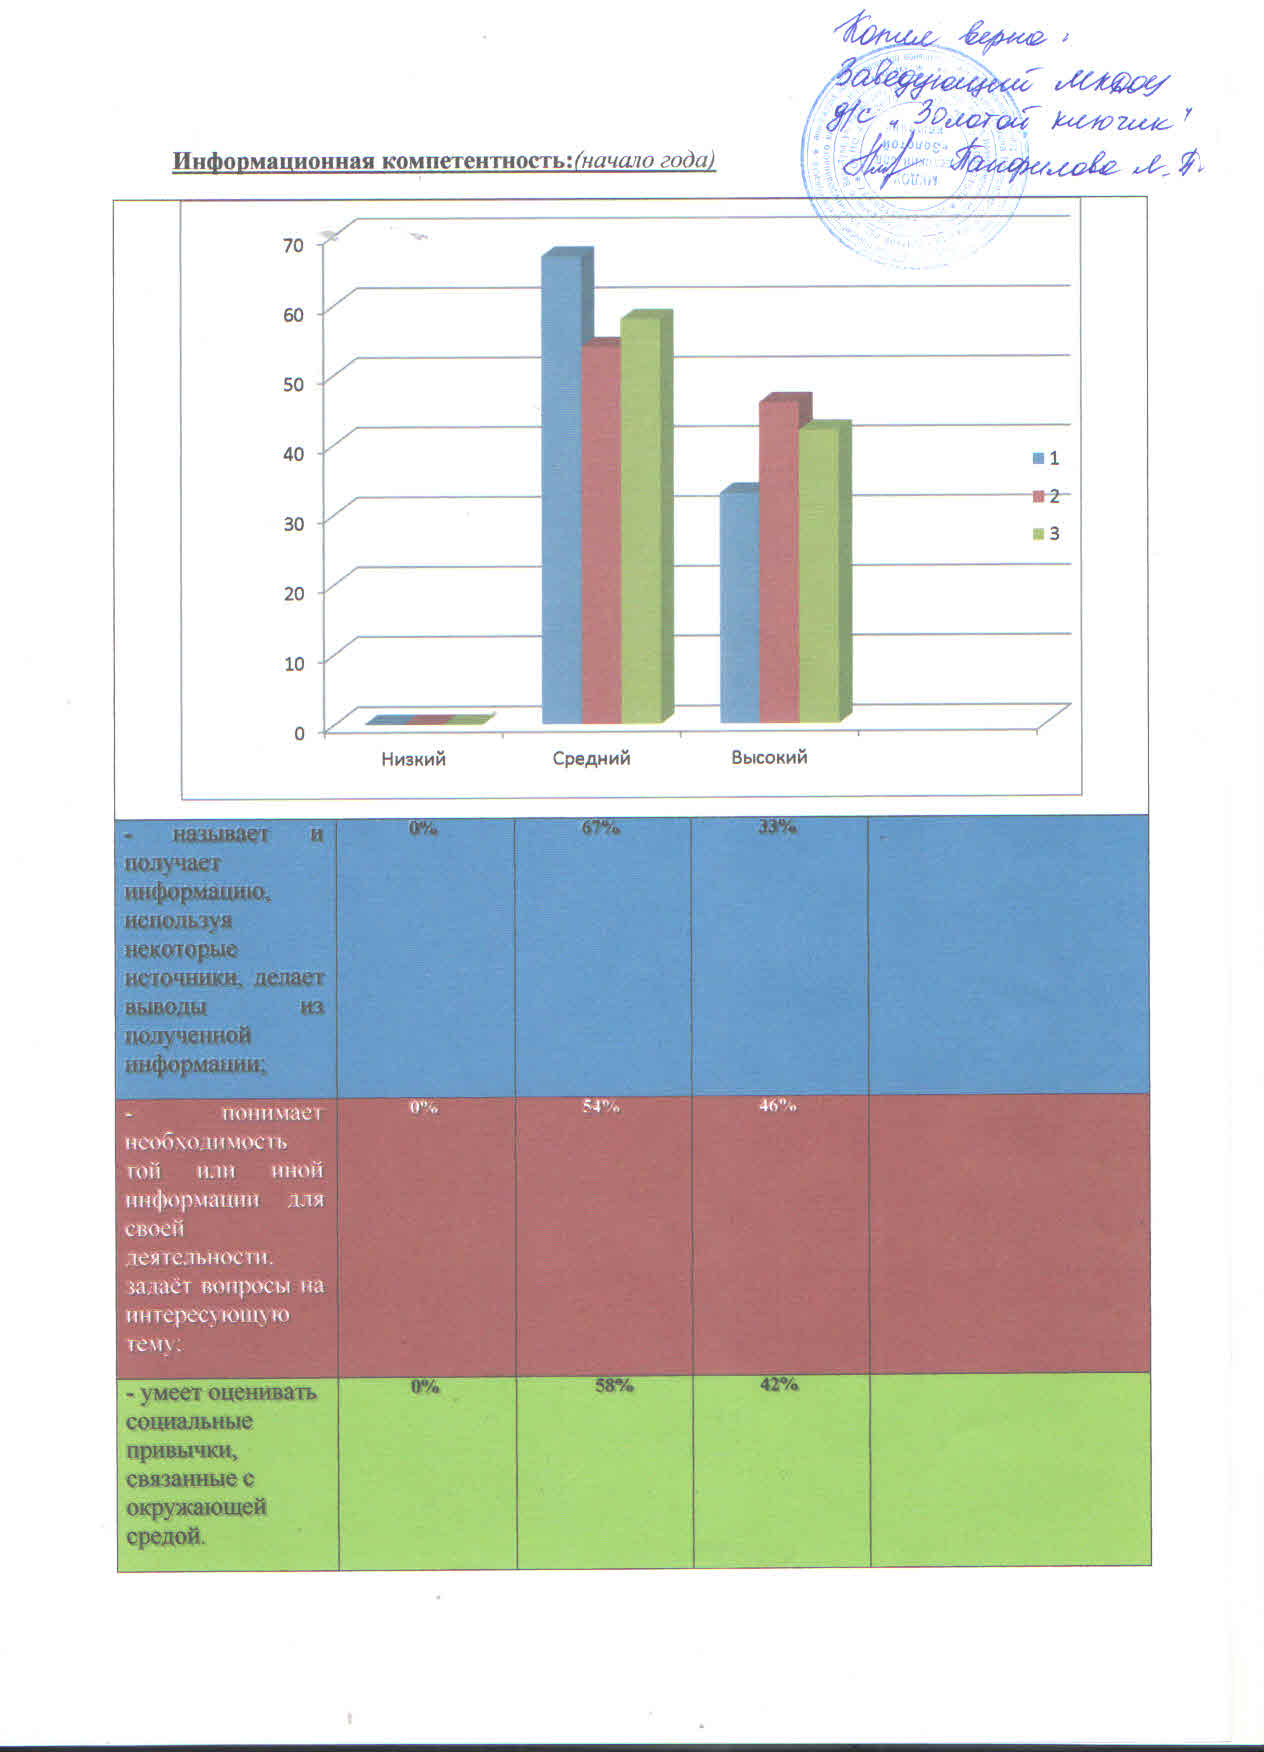 Копия верна:
Заведующий МКДОУ
д/с „Золотой ключик"
Панфилова Л.П.
Информационная компетентность:(начало года)
70
60
50
40
30
20
10
0
Низкий Средний Высокий
1
2
3
- называет и 0% 67% 33%
получает
информацию,
используя
некоторые
источники, делает
выводы из
полученной
информации;
- понимает 0% 54% 46%
необходимость
той или иной
информации для
своей
деятельности.
задаёт вопросы на
интересующую
тему;
- умеет оценивать 0% 58% 42%
социальные
привычки,
связанные с
окружающей
средой.